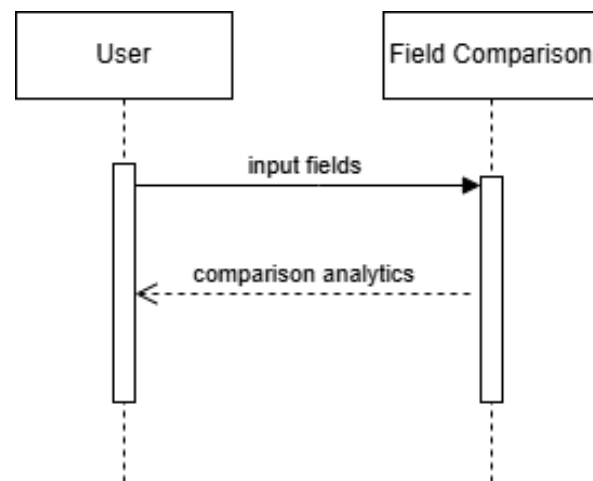 User
Field Comparison
input fields
comparison analytics